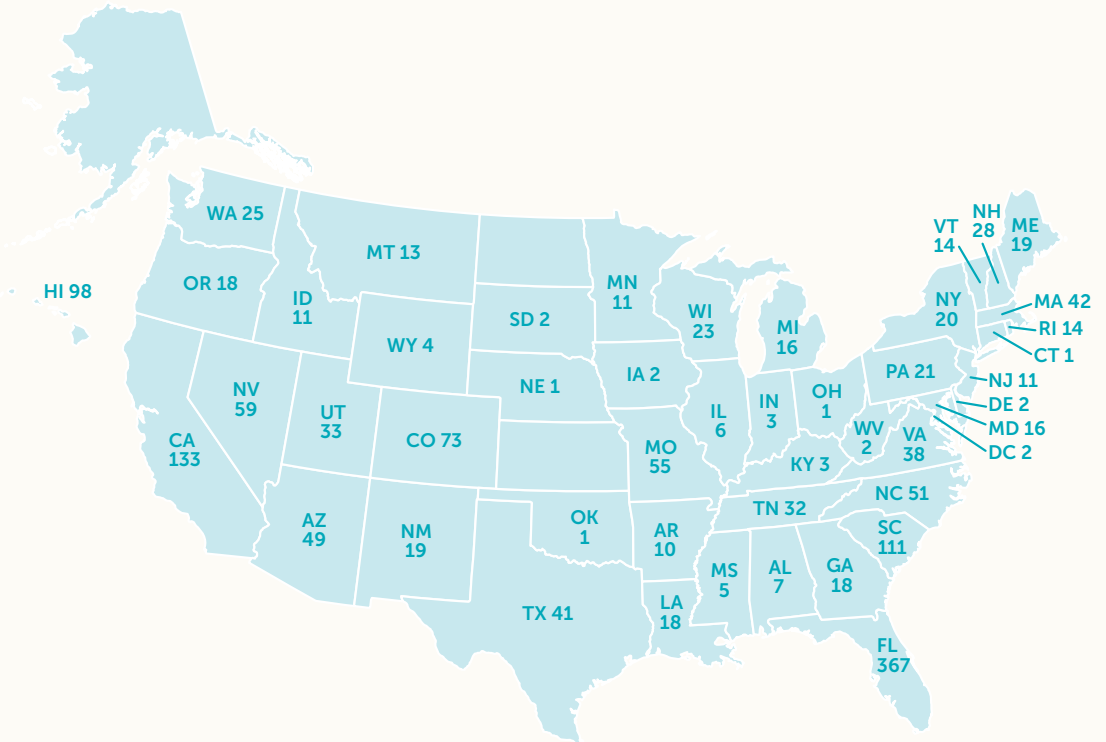 WA 25
MT 13
VT
14
NH
28
ME
19
HI 98
OR 18
ID
11
MN
11
WI
23
MI
16
NY
20
MA 42
RI 14
CT 1
SD 2
WY 4
NE 1
IA 2
PA 21
NJ 11
DE 2
MD 16
DC 2
NV
59
UT
33
CO 73
IL
6
IN
3
OH
1
WV
2
VA
38
CA
133
MO
55
KY 3
NC 51
TN 32
AZ
49
NM
19
OK
1
AR
10
SC
111
MS
5
AL
7
GA
18
TX 41
LA
18
FL
367